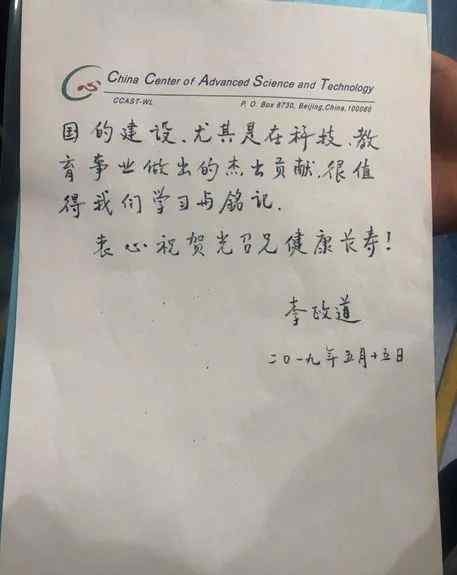 China Center of Advanced Science and Technology
CCAST-WL P. O. Box 8730, Beijing, China, 100080
国的建设、尤其是在科技、教
育事业做出的杰出贡献,很值
得我们学习与铭记.
衷心祝贺光召兄健康长寿!
李政道
二〇一九年五月十五日